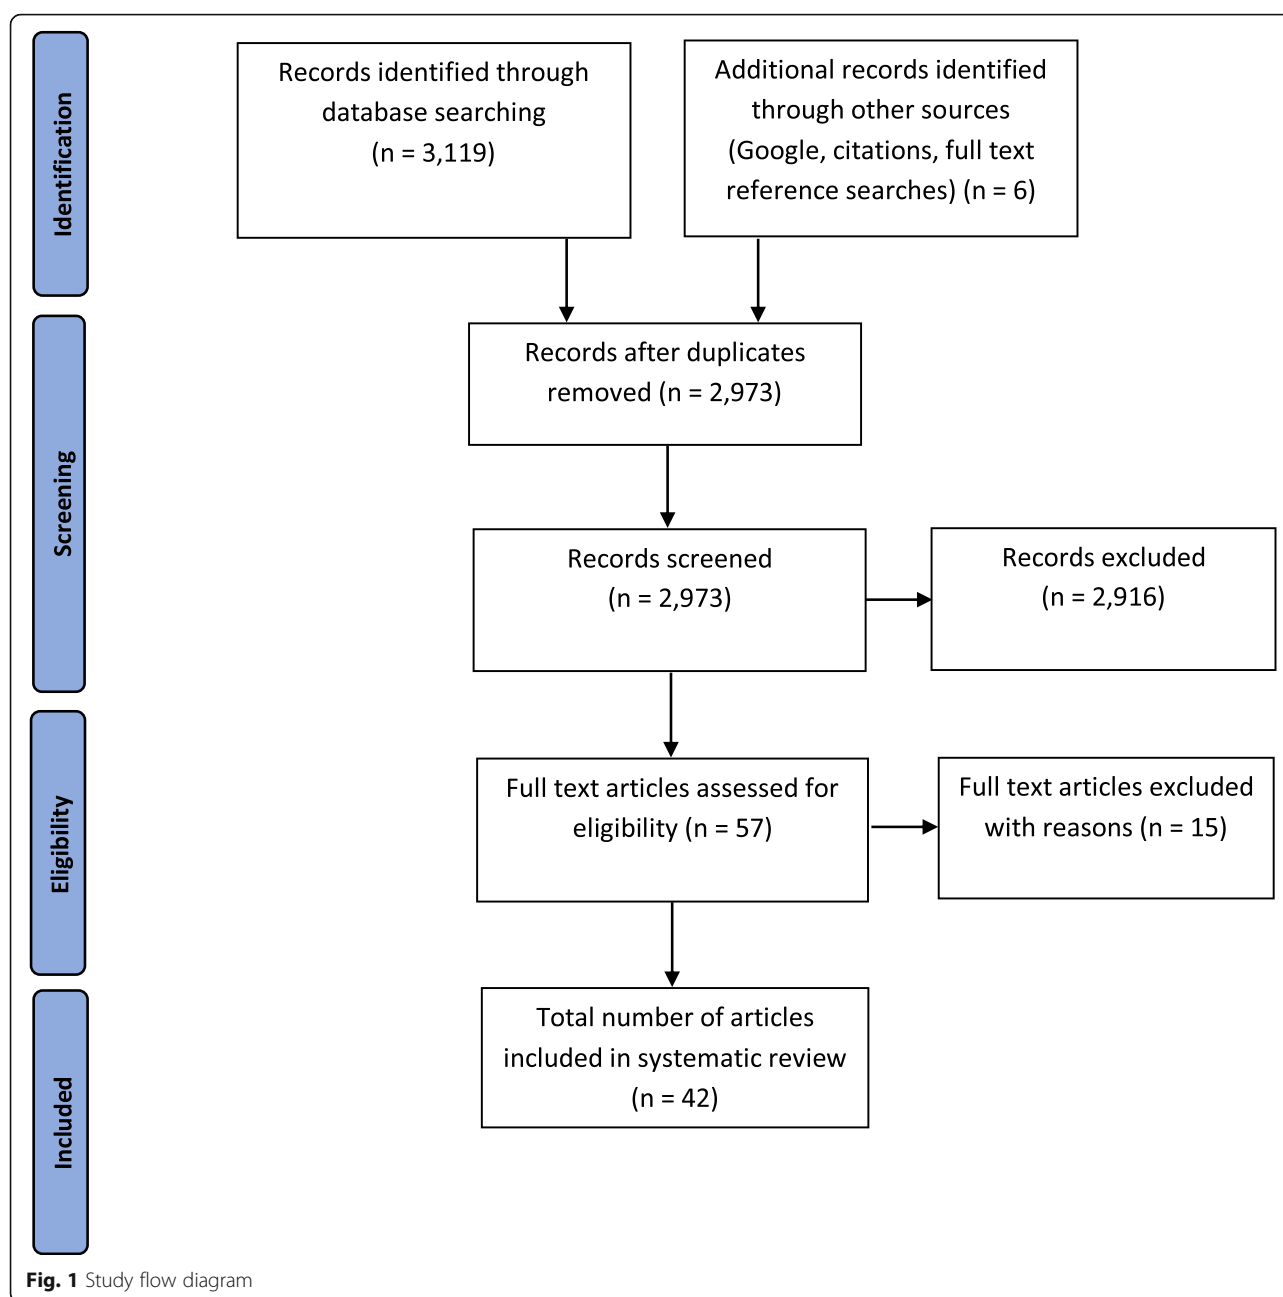 Identification
Records identified through
database searching
(n = 3,119)
Additional records identified
through other sources
(Google, citations, full text
reference searches) (n = 6)
Screening
Records after duplicates
removed (n = 2,973)
Records screened
(n = 2,973)
Records excluded
(n = 2,916)
Eligibility
Full text articles assessed for
eligibility (n = 57)
Full text articles excluded
with reasons (n = 15)
Included
Total number of articles
included in systematic review
(n = 42)
Fig. 1 Study flow diagram